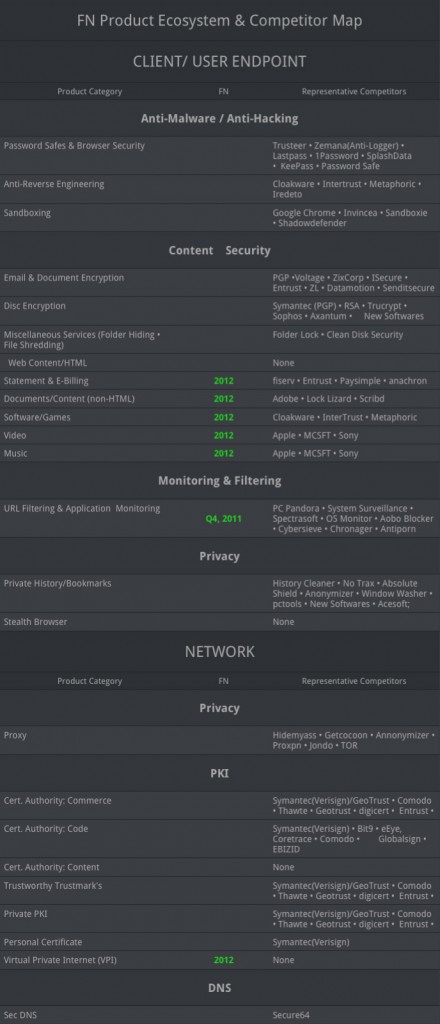 FN Product Ecosystem & Competitor Map
CLIENT/ USER ENDPOINT
Product Category FN Representative Competitors
Anti-Malware / Anti-Hacking
Password Safes & Browser Security Trusteer • Zemana(Anti-Logger) •
Lastpass • 1Password • SplashData
• KeePass • Password Safe
Anti-Reverse Engineering Cloakware • Intertrust • Metaphoric •
Iredeto
Sandboxing Google Chrome • Invincea • Sandboxie
• Shadowdefender
Content Security
Email & Document Encryption PGP •Voltage • ZixCorp • ISecure •
Entrust • ZL • Datamotion • Senditsecure
Disc Encryption Symantec (PGP) • RSA • Trucrypt •
Sophos • Axantum • New Softwares
Miscellaneous Services (Folder Hiding • Folder Lock • Clean Disk Security
File Shredding)
Web Content/HTML None
Statement & E-Billing 2012 fiserv • Entrust • Paysimple • anachron
Documents/Content (non-HTML) 2012 Adobe • Lock Lizard • Scribd
Software/Games 2012 Cloakware • InterTrust • Metaphoric
Video 2012 Apple • MCSFT • Sony
Music 2012 Apple • MCSFT • Sony
Monitoring & Filtering
URL Filtering & Application Monitoring PC Pandora • System Surveillance •
Q4, 2011 Spectrasoft • OS Monitor • Aobo Blocker
• Cybersieve • Chronager • Antiporn
Privacy
Private History/Bookmarks History Cleaner • No Trax • Absolute
Shield • Anonymizer • Window Washer •
pctools • New Softwares • Acesoft;
Stealth Browser None
NETWORK
Product Category FN Representative Competitors
Privacy
Proxy Hidemyass • Getcocoon • Annonymizer •
Proxpn • Jondo • TOR
PKI
Cert. Authority: Commerce Symantec(Verisign)/GeoTrust • Comodo
• Thawte • Geotrust • digicert • Entrust •
Cert. Authority: Code Symantec(Verisign) • Bit9 • eEye,
Coretrace • Comodo • Globalsign •
EBIZID
Cert. Authority: Content None
Trustworthy Trustmark's Symantec(Verisign)/GeoTrust • Comodo
• Thawte • Geotrust • digicert • Entrust •
Private PKI Symantec(Verisign)/GeoTrust • Comodo
• Thawte • Geotrust • digicert • Entrust •
Personal Certificate Symantec(Verisign)
Virtual Private Internet (VPI) 2012 None
DNS
Sec DNS Secure64